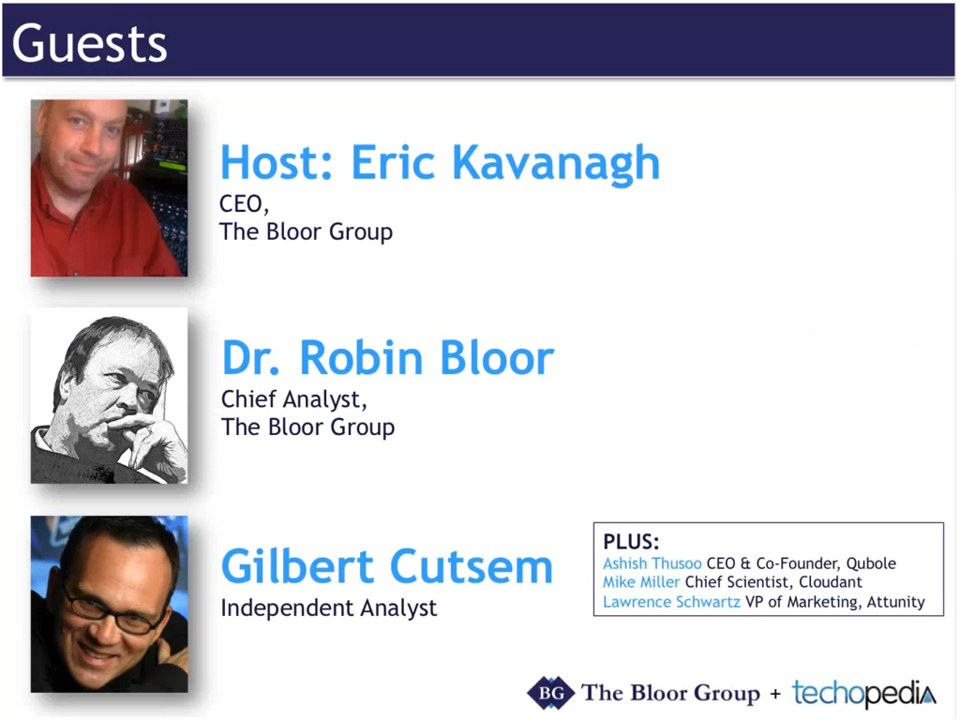 Guests
Host: Eric Kavanagh
CEO,
The Bloor Group
Dr. Robin Bloor
Chief Analyst,
The Bloor Group
Gilbert Cutsem
Independent Analyst
PLUS:
Ashish Thusoo CEO & Co-Founder, Qubole
Mike Miller Chief Scientist, Cloudant
Lawrence Schwartz VP of Marketing, Attunity
BG The Bloor Group + techopedia